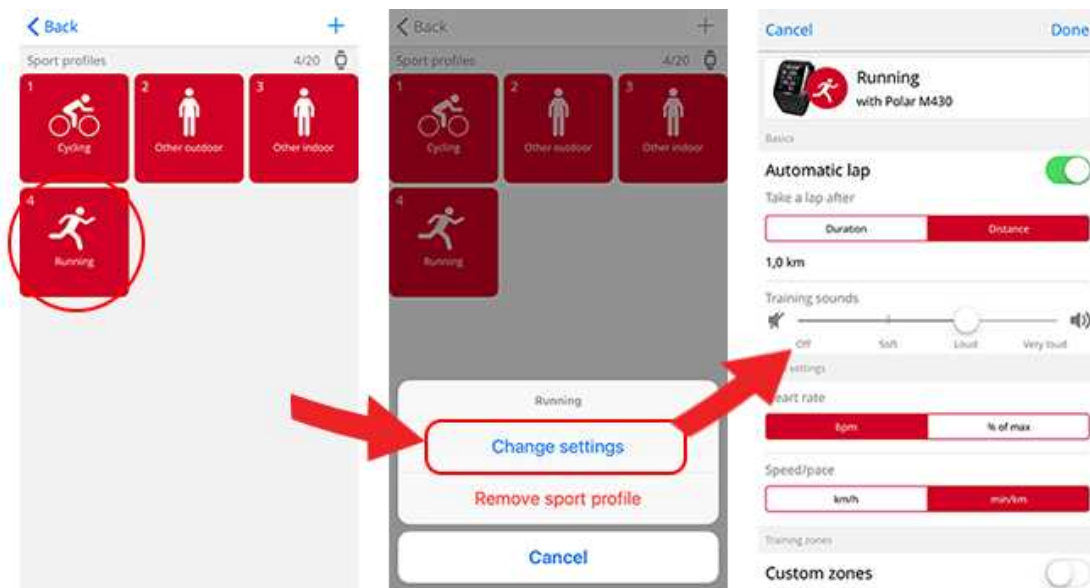 Back
+
Sport profiles 4/20
1 2 3
Cycling Other outdoor Other indoor
4
Running
Back
+
Sport profiles 4/20
1 2 3
Cycling Other outdoor Other indoor
4
Running
Running
Change settings
Remove sport profile
Cancel
Cancel Done
Running
with Polar M430
Basics
Automatic lap
Take a lap after
Duration Distance
1,0 km
Training sounds
Off Soft Loud Very loud
settings
eart rate
bpm % of max
Speed/pace
km/h min/km
Training zones
Custom zones